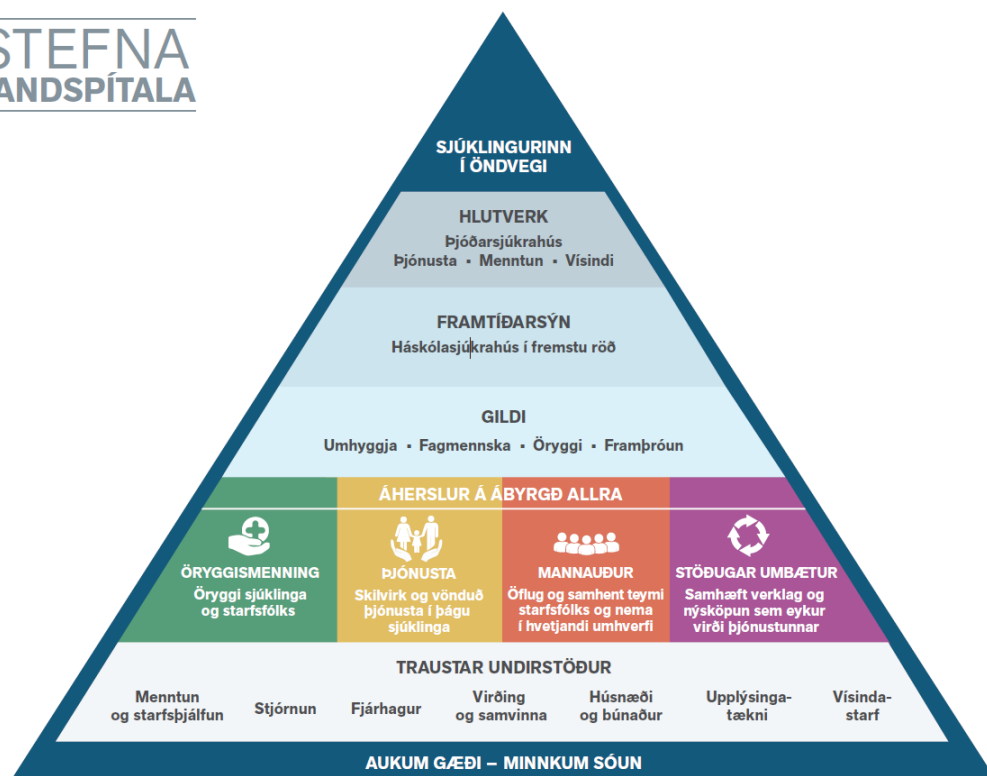 STEFNA
ANDSPÍTALA
SJÚKLINGURINN
Í ÖNDVEGI
HLUTVERK
Þjóðarsjúkrahús
Þjónusta ▪ Menntun ▪ Vísindi
FRAMTÍÐARSÝN
Háskólasjúkrahús í fremstu röð
GILDI
Umhyggja ▪ Fagmennska ▪ Öryggi ▪ Framþróun
ÁHERSLUR Á ÁBYRGÐ ALLRA
ÖRYGGISMENNING
Öryggi sjúklinga
og starfsfólks
ÞJÓNUSTA
Skilvirk og vönduð
þjónusta í þágu
sjúklinga
MANNAUÐUR
Öflug og samhent teymi
starfsfólks og nema
í hvetjandi umhverfi
STÖÐUGAR UMBÆTUR
Samhæft verklag og
nýsköpun sem eykur
virði þjónustunnar
TRAUSTAR UNDIRSTÖÐUR
Menntun
og starfsþjálfun
Stjórnun
Fjárhagur
Virðing
og samvinna
Húsnæði
og búnaður
Upplýsinga-
tækni
Vísinda-
starf
AUKUM GÆÐI – MINNKUM SÓUN